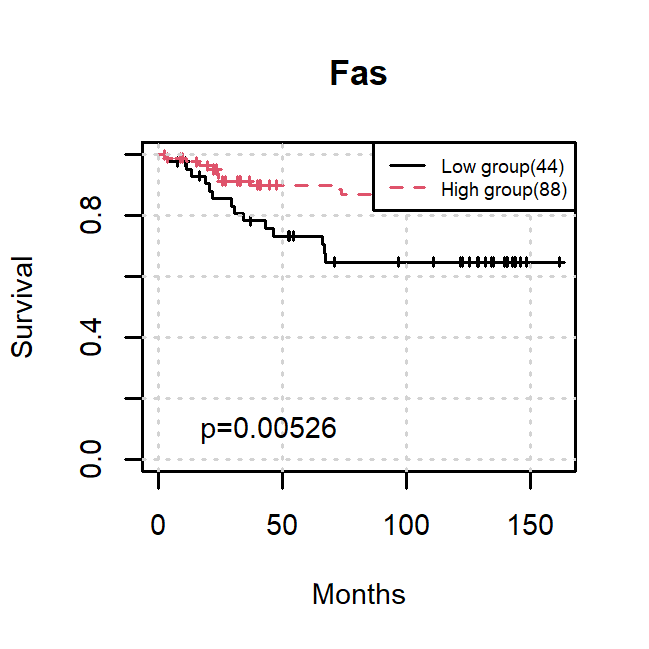 Fas
Low group(44)
High group(88)
Survival
0.8
0.4
0.0
p=0.00526
0 50 100 150
Months